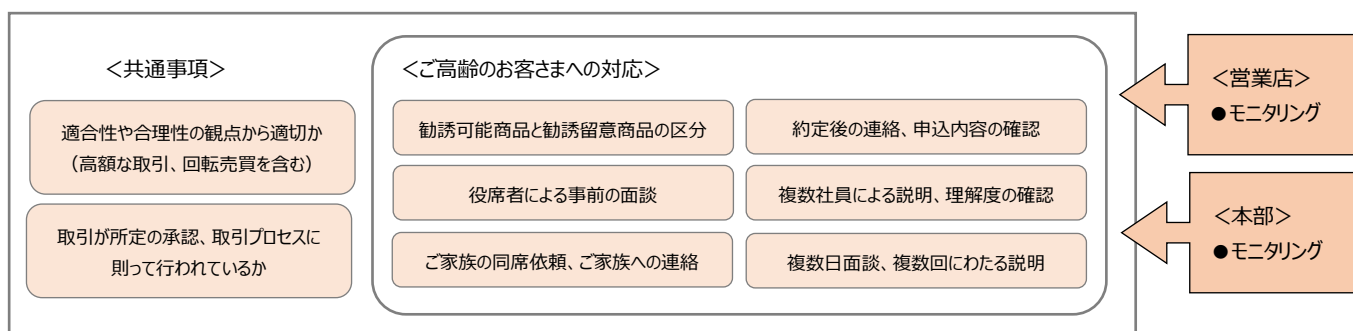 ＜共通事項＞
適合性や合理性の観点から適切か
（高額な取引、回転売買を含む）
取引が所定の承認、取引プロセスに
則って行われているか
＜ご高齢のお客さまへの対応＞
勧誘可能商品と勧誘留意商品の区分
約定後の連絡、申込内容の確認
役席者による事前の面談
複数社員による説明、理解度の確認
ご家族の同席依頼、ご家族への連絡
複数日面談、複数回にわたる説明
＜営業店＞
●モニタリング
＜本部＞
●モニタリング